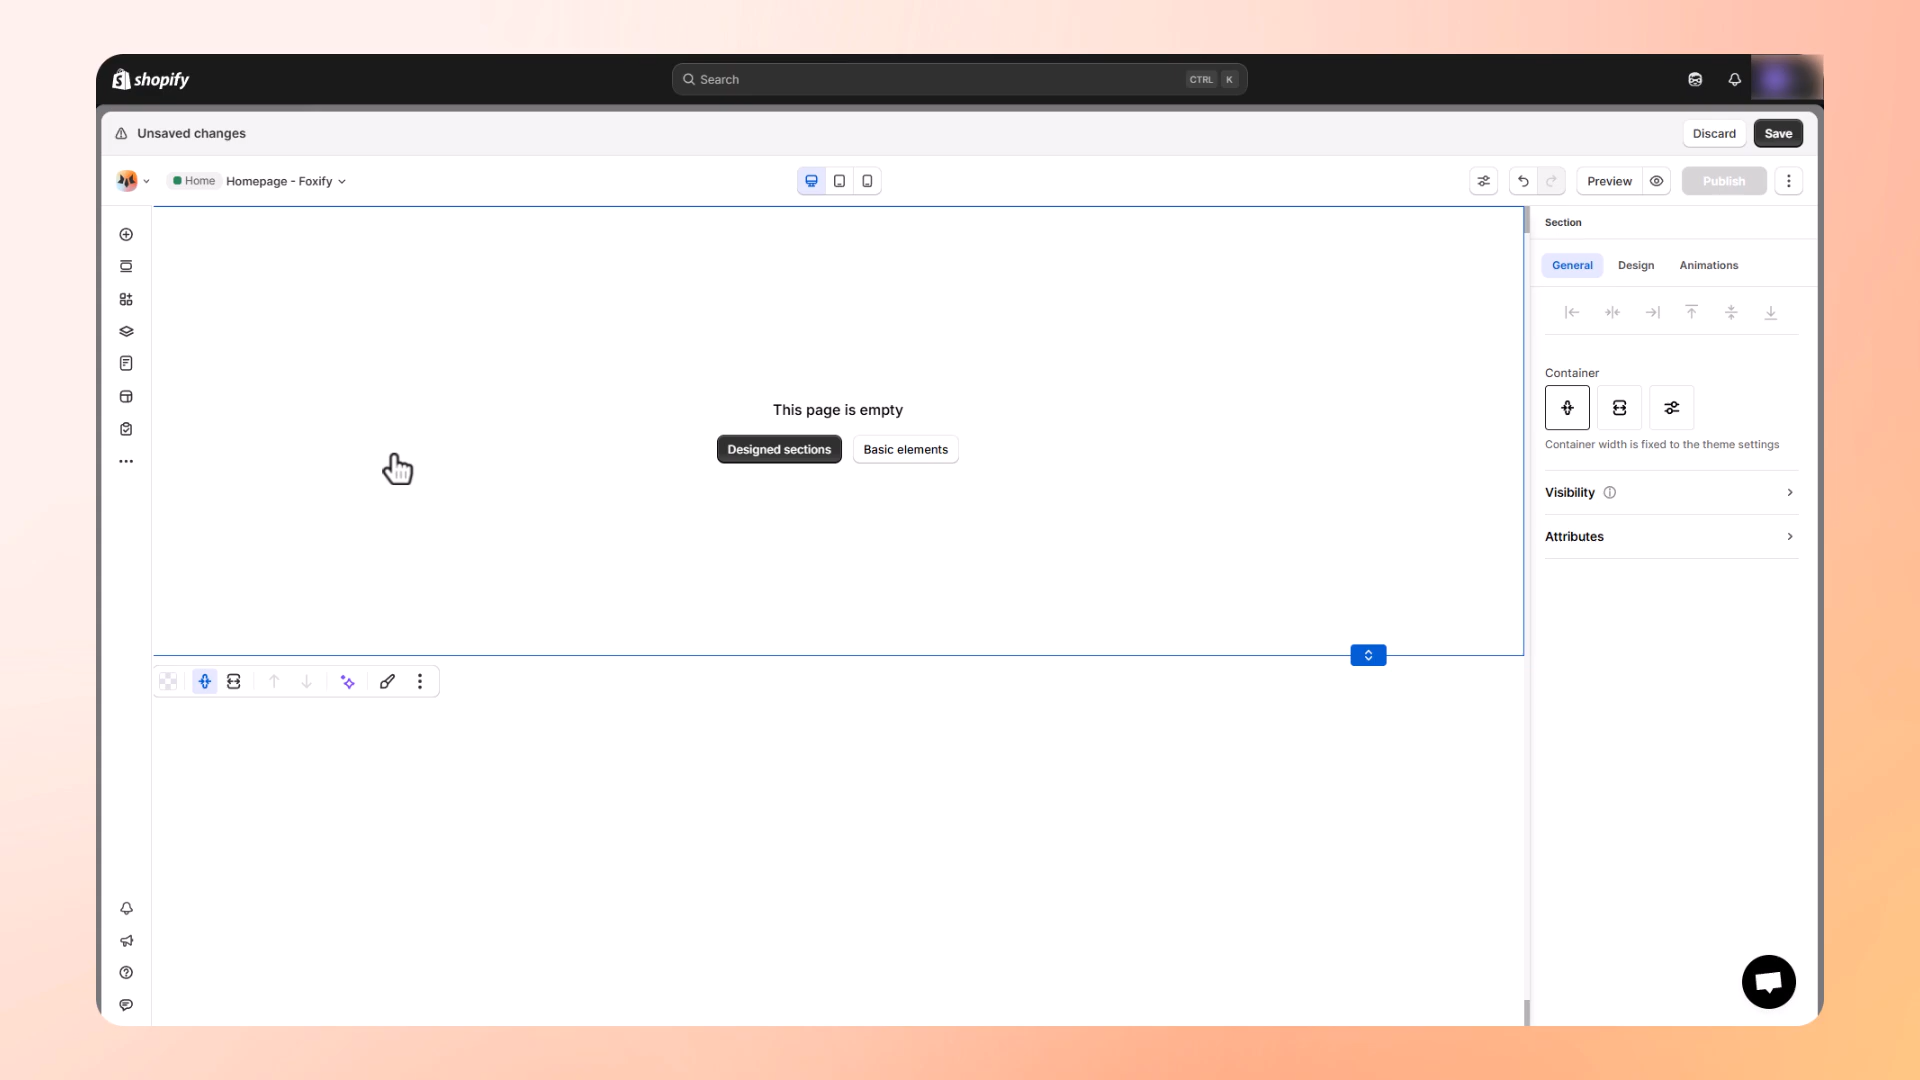 shopify
Search
CTRL K
Unsaved changes
Discard
Save
Home
Homepage - Foxify
Preview
Publish
Section
General
Design
Animations
This page is empty
Designed sections
Basic elements
Container
Container width is fixed to the theme settings
Visibility
Attributes